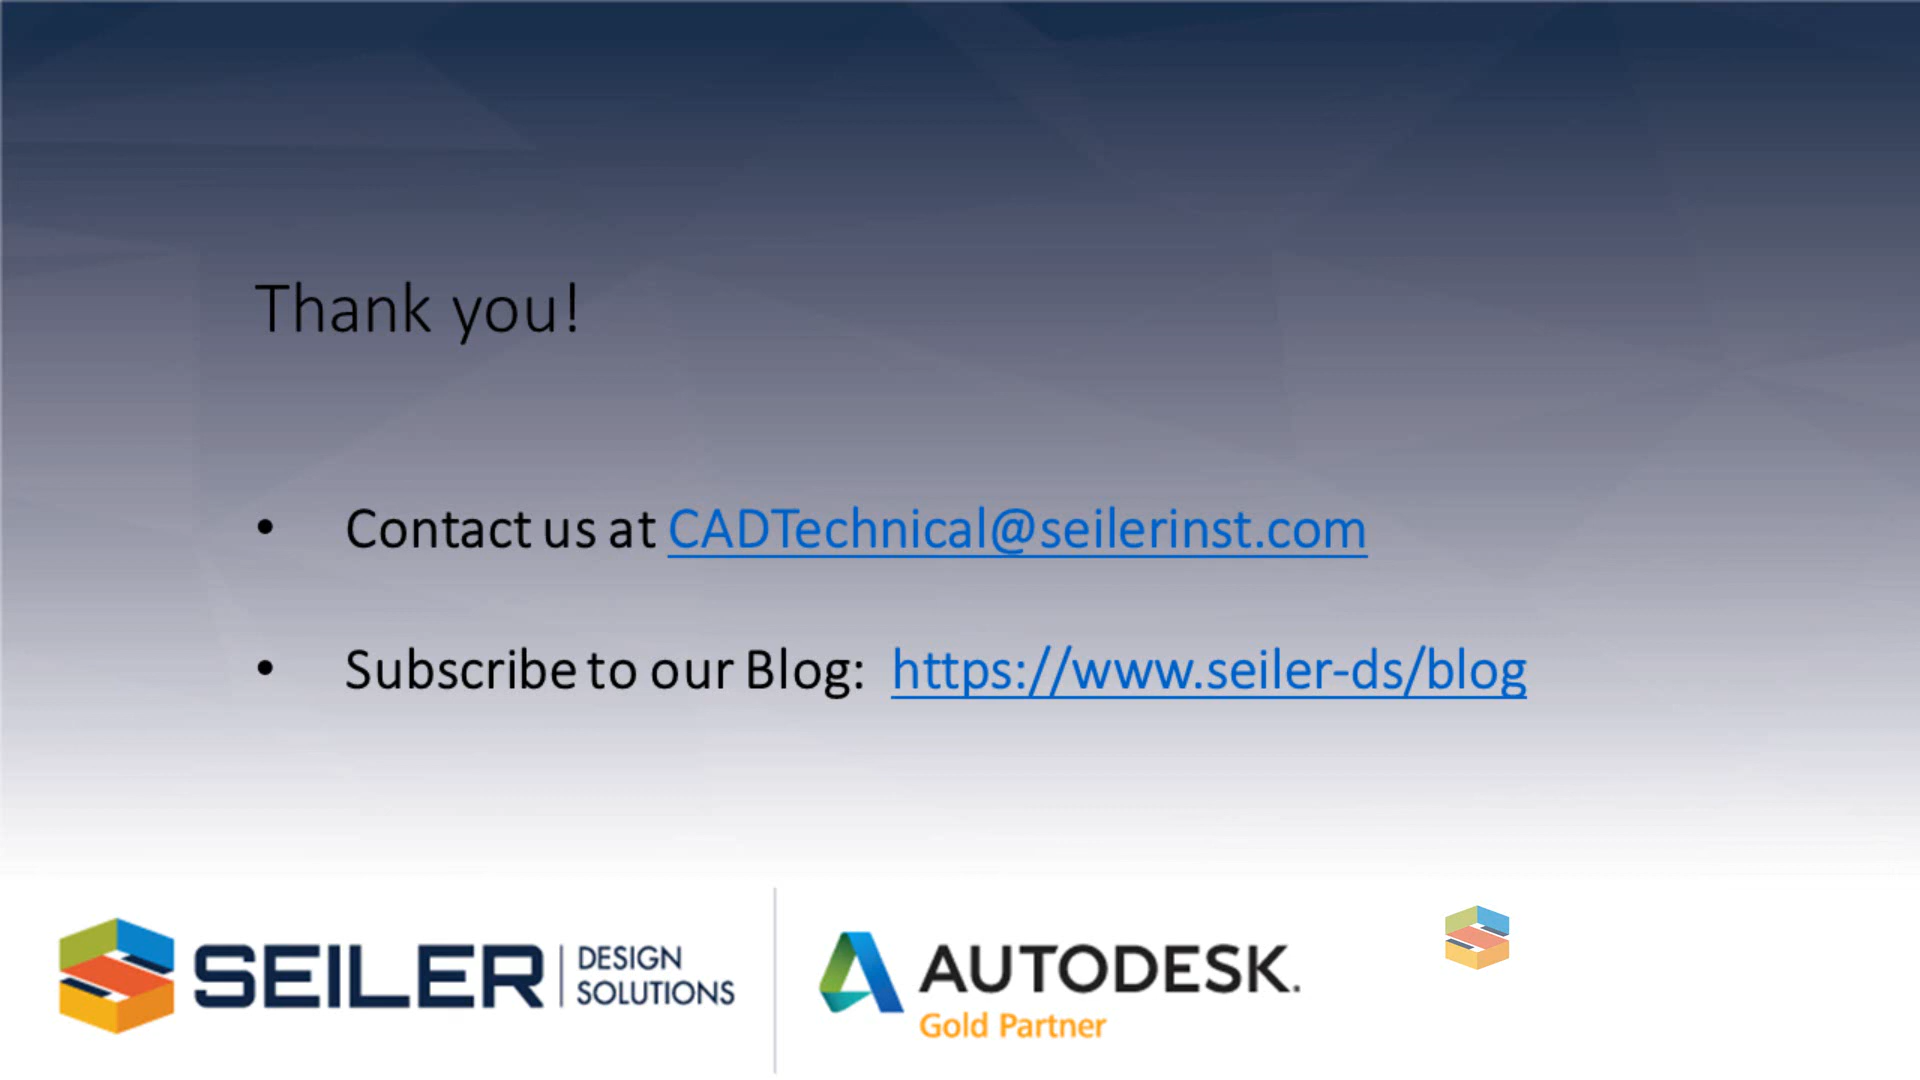 Thank you!
• Contact us at CADTechnical@seilerinst.com
• Subscribe to our Blog: https://www.seiler-ds/blog
SEILER
DESIGN
SOLUTIONS
AUTODESK.
Gold Partner